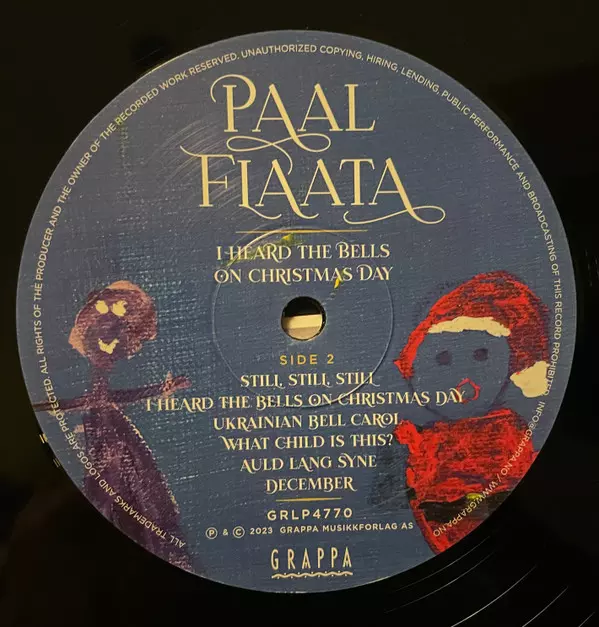 ALL TRADEMARKS AND LOGOS ARE PROTECTED. ALL RIGHTS OF THE PRODUCER AND THE OWNER OF THE RECORDED WORK RESERVED. UNAUTHORIZED COPYING, HIRING, LENDING, PUBLIC PERFORMANCE AND BROADCASTING OF THIS RECORD PROHIBITED. INFO@GRAPPA.NO / WWW.GRAPPA.NO
PAAL
FLAATA
I HEARD THE BELLS
ON CHRISTMAS DAY
SIDE 2
STILL, STILL, STILL
I HEARD THE BELLS ON CHRISTMAS DAY
UKRAINIAN BELL CAROL
WHAT CHILD IS THIS?
AULD LANG SYNE
DECEMBER
GRLP4770
Ⓟ & © 2023 GRAPPA MUSIKKFORLAG AS
GRAPPA